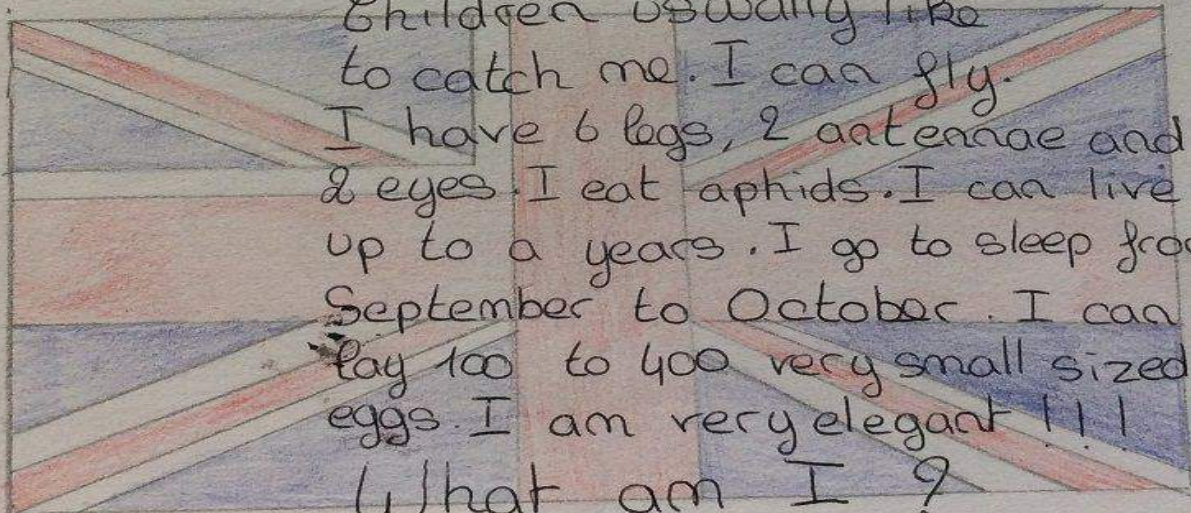 Children usually like
to catch me. I can fly.
I have 6 legs, 2 antennae and
2 eyes. I eat aphids. I can live
up to a years. I go to sleep fro
September to October. I can
lay 100 to 400 very small sized
eggs. I am very elegant !!!
What am I ?